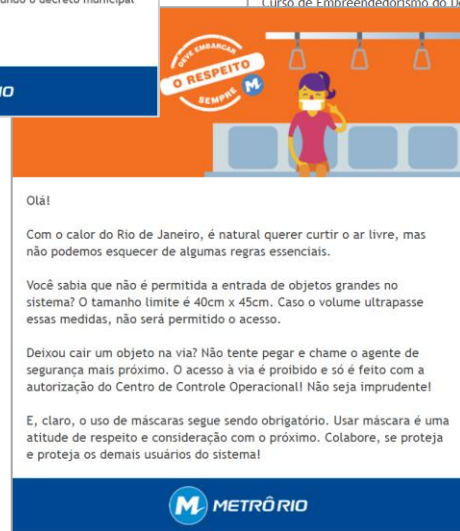 undo o decreto municipal
Curso de Empreendedorismo do De
IO
DEVE EMBARCAR
O RESPEITO
SEMPRE
Olá!
Com o calor do Rio de Janeiro, é natural querer curtir o ar livre, mas
não podemos esquecer de algumas regras essenciais.
Você sabia que não é permitida a entrada de objetos grandes no
sistema? O tamanho limite é 40cm x 45cm. Caso o volume ultrapasse
essas medidas, não será permitido o acesso.
Deixou cair um objeto na via? Não tente pegar e chame o agente de
segurança mais próximo. O acesso à via é proibido e só é feito com a
autorização do Centro de Controle Operacional! Não seja imprudente!
E, claro, o uso de máscaras segue sendo obrigatório. Usar máscara é uma
atitude de respeito e consideração com o próximo. Colabore, se proteja
e proteja os demais usuários do sistema!
METRÔ RIO